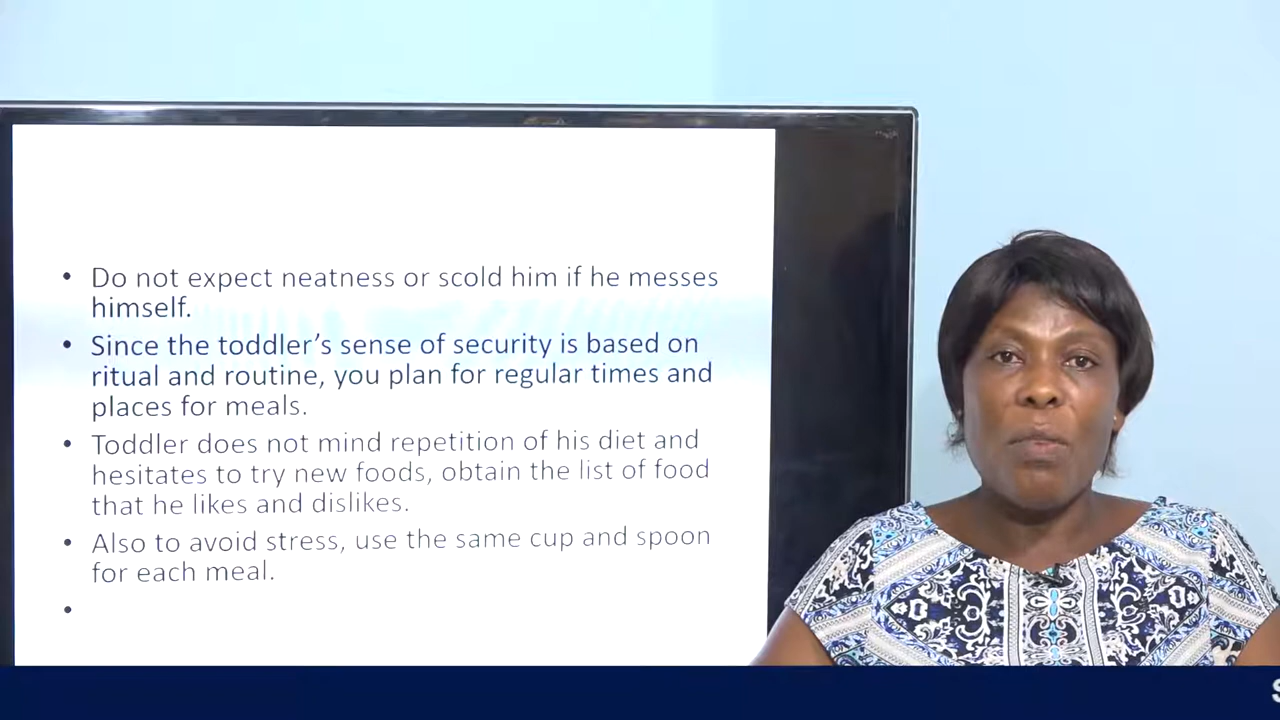 • Do not expect neatness or scold him if he messes
himself.
• Since the toddler’s sense of security is based on
ritual and routine, you plan for regular times and
places for meals.
• Toddler does not mind repetition of his diet and
hesitates to try new foods, obtain the list of food
that he likes and dislikes.
• Also to avoid stress, use the same cup and spoon
for each meal.
•